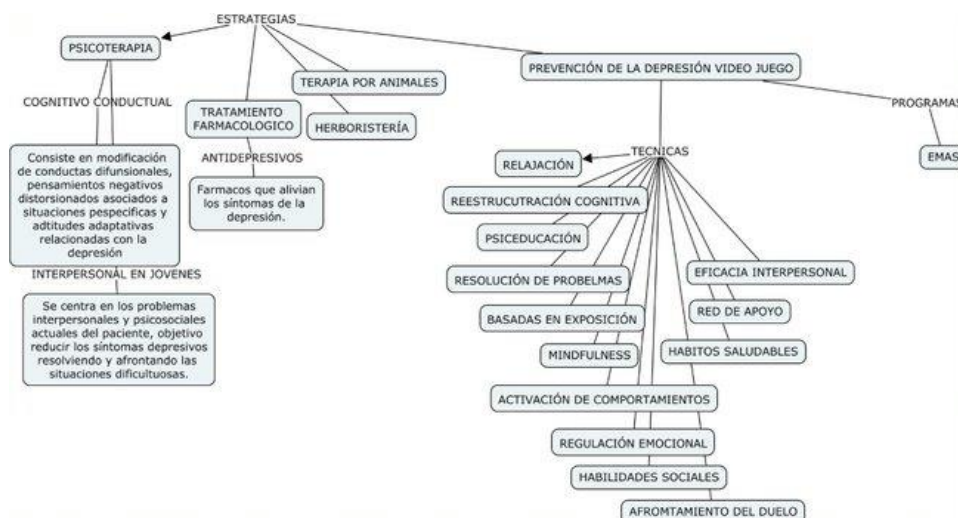 ESTRATEGIAS
PSICOTERAPIA
COGNITIVO CONDUCTUAL
Consiste en modificación
de conductas difunsionales,
pensamientos negativos
distorsionados asociados a
situaciones pespecificas y
adtitudes adaptativas
relacionadas con la
depresión
INTERPERSONAL EN JOVENES
Se centra en los problemas
interpersonales y psicosociales
actuales del paciente, objetivo
reducir los síntomas depresivos
resolviendo y afrontando las
situaciones dificultuosas.
TRATAMIENTO
FARMACOLOGICO
ANTIDEPRESIVOS
Farmacos que alivian
los síntomas de la
depresión.
TERAPIA POR ANIMALES
HERBORISTERÍA
PREVENCIÓN DE LA DEPRESIÓN VIDEO JUEGO
TECNICAS
RELAJACIÓN
REESTRUCUTRACIÓN COGNITIVA
PSICEDUCACIÓN
RESOLUCIÓN DE PROBELMAS
BASADAS EN EXPOSICIÓN
MINDFULNESS
ACTIVACIÓN DE COMPORTAMIENTOS
REGULACIÓN EMOCIONAL
HABILIDADES SOCIALES
AFROMTAMIENTO DEL DUELO
EFICACIA INTERPERSONAL
RED DE APOYO
HABITOS SALUDABLES
PROGRAMAS
EMAS